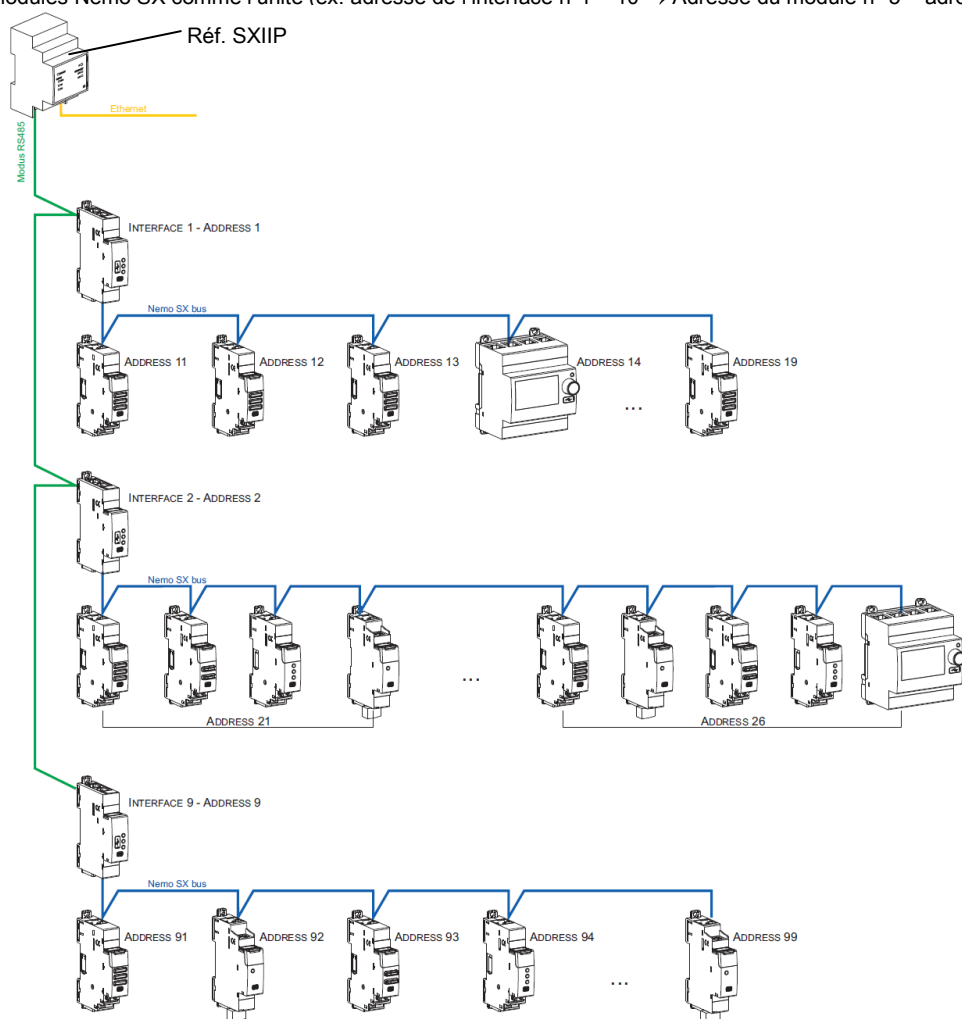 modules Nemo SX comme l'unité (ex. adresse de l'interface n°1 = 10 → Adresse du module n° 3 = adre
Réf. SXIIP
Ethernet
Modus RS485
INTERFACE 1 - ADDRESS 1
Nemo SX bus
ADDRESS 11
ADDRESS 12
ADDRESS 13
ADDRESS 14
ADDRESS 19
...
INTERFACE 2 - ADDRESS 2
Nemo SX bus
...
ADDRESS 21
ADDRESS 26
INTERFACE 9 - ADDRESS 9
Nemo SX bus
ADDRESS 91
ADDRESS 92
ADDRESS 93
ADDRESS 94
ADDRESS 99
...